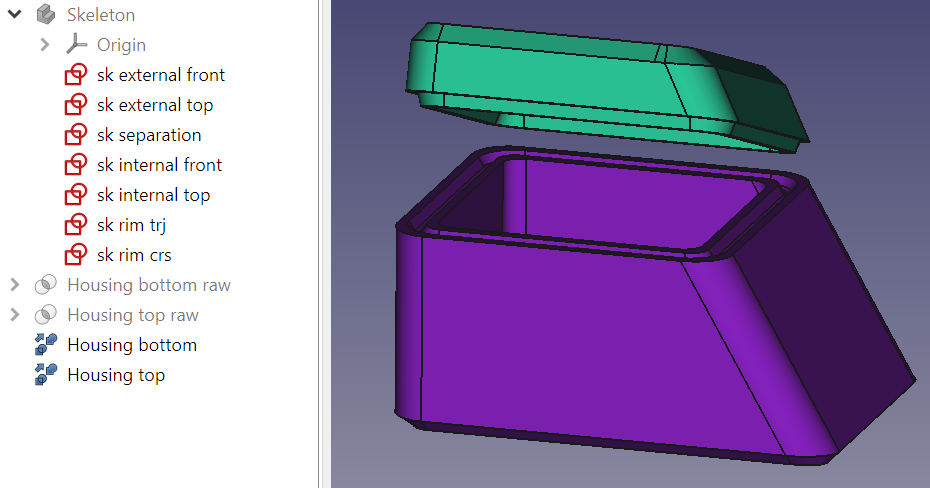 Skeleton
Origin
sk external front
sk external top
sk separation
sk internal front
sk internal top
sk rim trj
sk rim crs
Housing bottom raw
Housing top raw
Housing bottom
Housing top